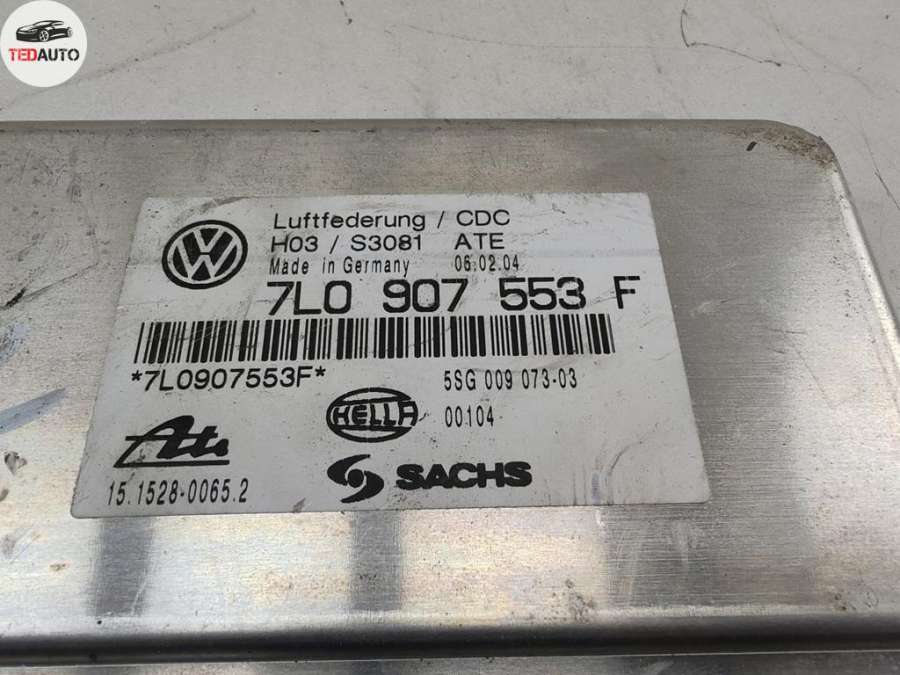 TEDAUTO
Luftfederung / CDC
H03 / S3081 ATE
Made in Germany 06.02.04
7L0 907 553 F
*7L0907553F*
5SG 009 073-03
HELLA
00104
Ate
SACHS
15.1528-0065.2